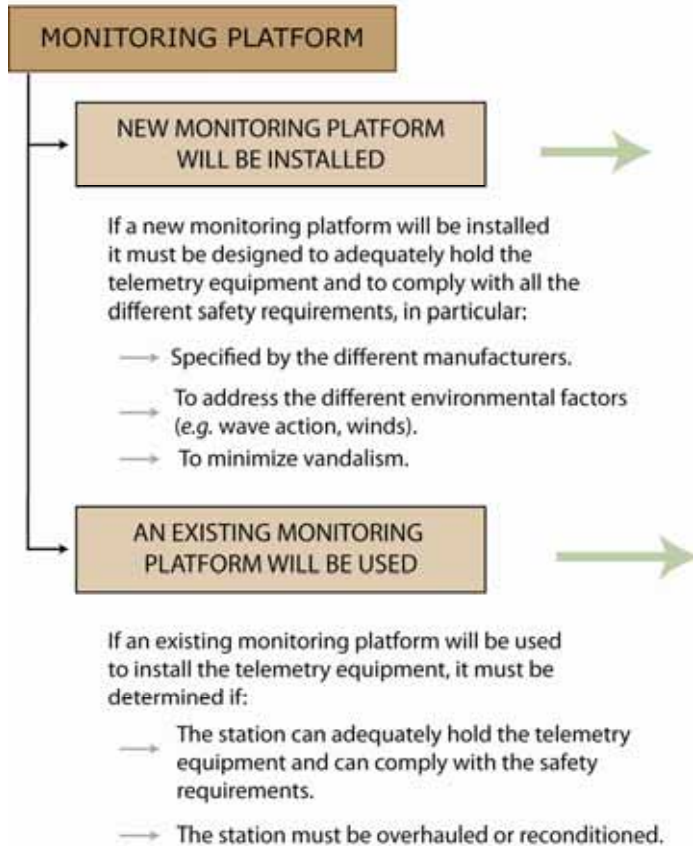 MONITORING PLATFORM
NEW MONITORING PLATFORM
WILL BE INSTALLED
If a new monitoring platform will be installed
it must be designed to adequately hold the
telemetry equipment and to comply with all the
different safety requirements, in particular:
Specified by the different manufacturers.
To address the different environmental factors
(e.g. wave action, winds).
To minimize vandalism.
AN EXISTING MONITORING
PLATFORM WILL BE USED
If an existing monitoring platform will be used
to install the telemetry equipment, it must be
determined if:
The station can adequately hold the telemetry
equipment and can comply with the safety
requirements.
The station must be overhauled or reconditioned.